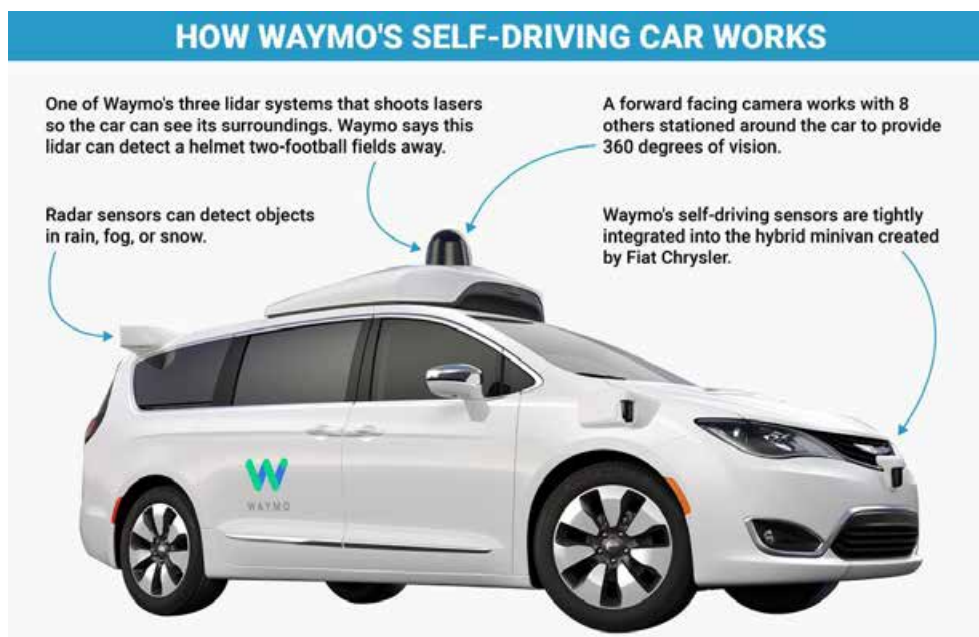 HOW WAYMO'S SELF-DRIVING CAR WORKS
One of Waymo's three lidar systems that shoots lasers
so the car can see its surroundings. Waymo says this
lidar can detect a helmet two-football fields away.
A forward facing camera works with 8
others stationed around the car to provide
360 degrees of vision.
Radar sensors can detect objects
in rain, fog, or snow.
Waymo's self-driving sensors are tightly
integrated into the hybrid minivan created
by Fiat Chrysler.
WAYMO